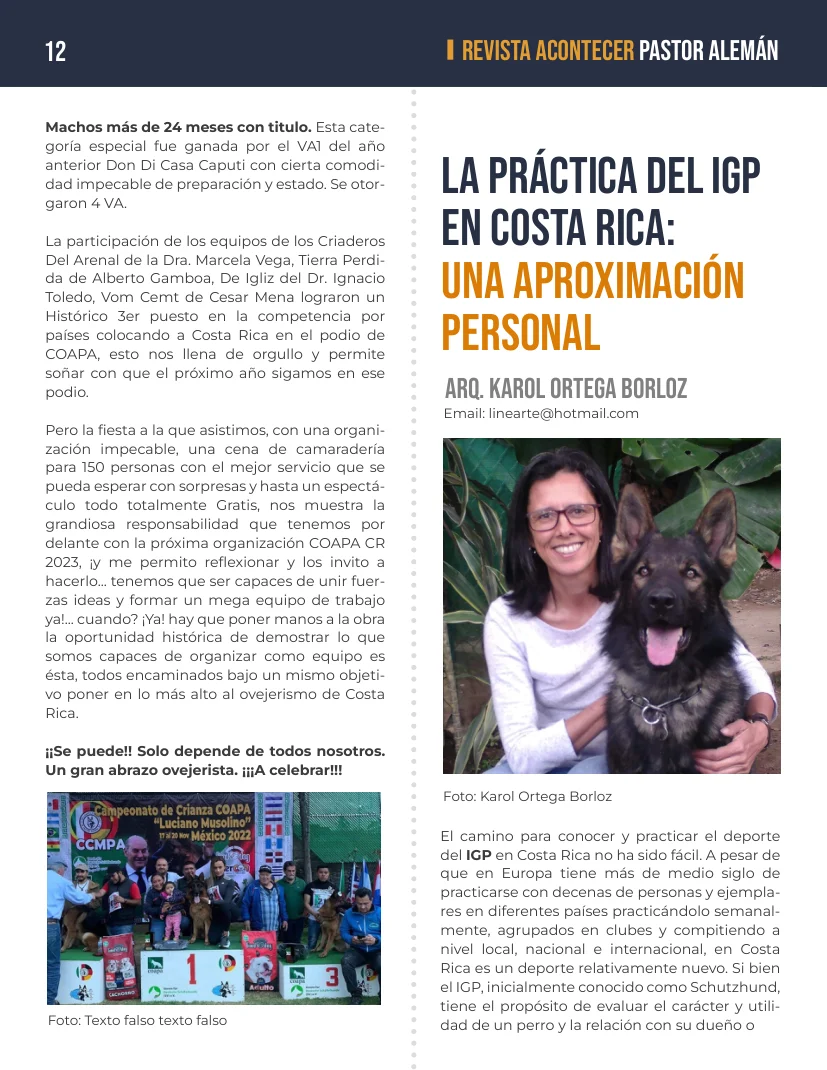 12
REVISTA ACONTECER PASTOR ALEMÁN
Machos más de 24 meses con titulo. Esta cate-
goría especial fue ganada por el VA1 del año
anterior Don Di Casa Caputi con cierta comodi-
dad impecable de preparación y estado. Se otor-
garon 4 VA.
La participación de los equipos de los Criaderos
Del Arenal de la Dra. Marcela Vega, Tierra Perdi-
da de Alberto Gamboa, De Igliz del Dr. Ignacio
Toledo, Vom Cemt de Cesar Mena lograron un
Histórico 3er puesto en la competencia por
países colocando a Costa Rica en el podio de
COAPA, esto nos llena de orgullo y permite
soñar con que el próximo año sigamos en ese
podio.
Pero la fiesta a la que asistimos, con una organi-
zación impecable, una cena de camaradería
para 150 personas con el mejor servicio que se
pueda esperar con sorpresas y hasta un espectá-
culo todo totalmente Gratis, nos muestra la
grandiosa responsabilidad que tenemos por
delante con la próxima organización COAPA CR
2023, ¡y me permito reflexionar y los invito a
hacerlo... tenemos que ser capaces de unir fuer-
zas ideas y formar un mega equipo de trabajo
ya!... cuando? ¡Ya! hay que poner manos a la obra
la oportunidad histórica de demostrar lo que
somos capaces de organizar como equipo es
ésta, todos encaminados bajo un mismo objeti-
vo poner en lo más alto al ovejerismo de Costa
Rica.
¡¡Se puede!! Solo depende de todos nosotros.
Un gran abrazo ovejerista. ¡¡¡A celebrar!!!
Campeonato de Crianza COAPA
"Luciano Musolino"
17 al 20 Nov México 2022
CCMPA
coapa
1
CACHORRO
Adulto
coapa
3
Foto: Texto falso texto falso
LA PRÁCTICA DEL IGP
EN COSTA RICA:
UNA APROXIMACIÓN
PERSONAL
ARQ. KAROL ORTEGA BORLOZ
Email: linearte@hotmail.com
Foto: Karol Ortega Borloz
El camino para conocer y practicar el deporte
del IGP en Costa Rica no ha sido fácil. A pesar de
que en Europa tiene más de medio siglo de
practicarse con decenas de personas y ejempla-
res en diferentes países practicándolo semanal-
mente, agrupados en clubes y compitiendo a
nivel local, nacional e internacional, en Costa
Rica es un deporte relativamente nuevo. Si bien
el IGP, inicialmente conocido como Schutzhund,
tiene el propósito de evaluar el carácter y utili-
dad de un perro y la relación con su dueño o